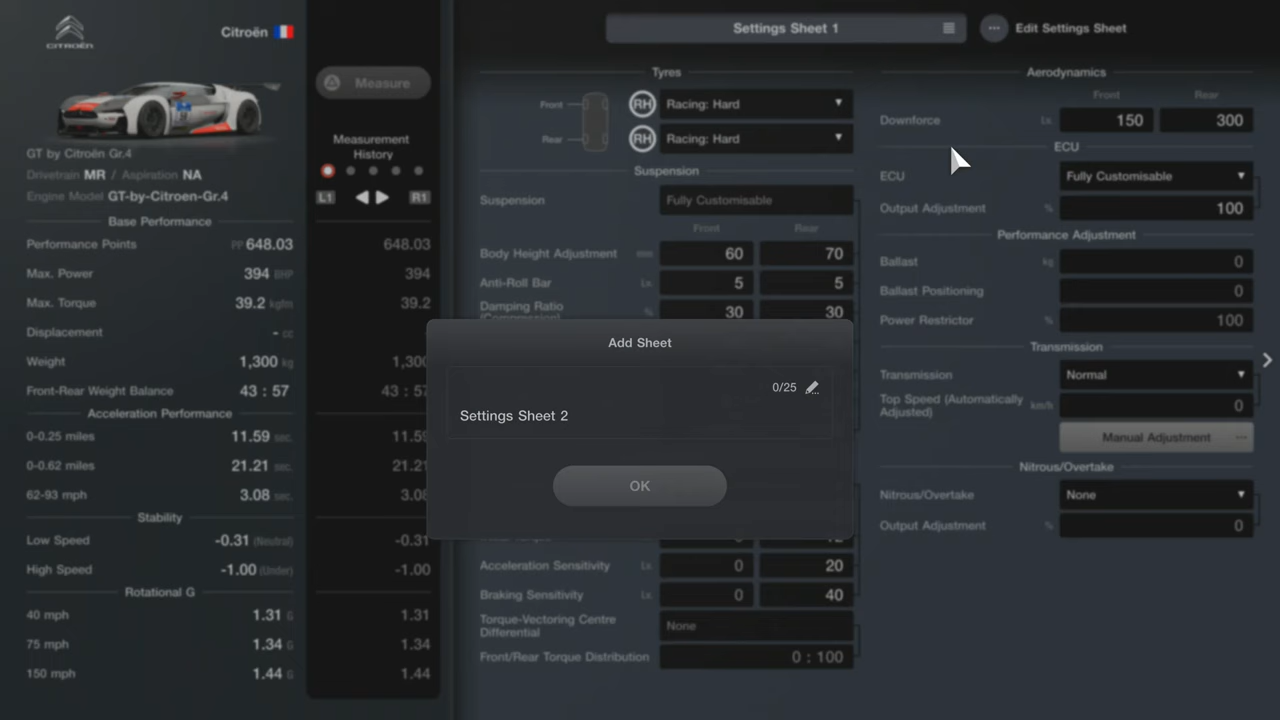 CITROËN
Citroën
GT by Citroën Gr.4
Drivetrain MR / Aspiration NA
Engine Model GT-by-Citroen-Gr.4
Base Performance
Performance Points PP 648.03
Max. Power 394 BHP
Max. Torque 39.2 kgfm
Displacement - cc
Weight 1,300 kg
Front-Rear Weight Balance 43 : 57
Acceleration Performance
0-0.25 miles 11.59 sec.
0-0.62 miles 21.21 sec.
62-93 mph 3.08 sec.
Stability
Low Speed -0.31 (Neutral)
High Speed -1.00 (Under)
Rotational G
40 mph 1.31 G
75 mph 1.34 G
150 mph 1.44 G
Measure
Measurement
History
L1 R1
648.03
394
39.2
1,300
43 : 57
11.59
21.21
3.08
-0.31
-1.00
1.31
1.34
1.44
Settings Sheet 1
Edit Settings Sheet
Tyres
Front RH Racing: Hard
Rear RH Racing: Hard
Suspension
Suspension Fully Customisable
Front Rear
Body Height Adjustment mm 60 70
Anti-Roll Bar Lv. 5 5
Damping Ratio
(Compression) % 30 30
Add Sheet
0/25
Settings Sheet 2
OK
Acceleration Sensitivity Lv. 0 20
Braking Sensitivity Lv. 0 40
Torque-Vectoring Centre
Differential None
Front/Rear Torque Distribution 0 : 100
Aerodynamics
Front Rear
Downforce Lv. 150 300
ECU
ECU Fully Customisable
Output Adjustment % 100
Performance Adjustment
Ballast kg 0
Ballast Positioning 0
Power Restrictor % 100
Transmission
Transmission Normal
Top Speed (Automatically
Adjusted) km/h 0
Manual Adjustment
Nitrous/Overtake
Nitrous/Overtake None
Output Adjustment % 0